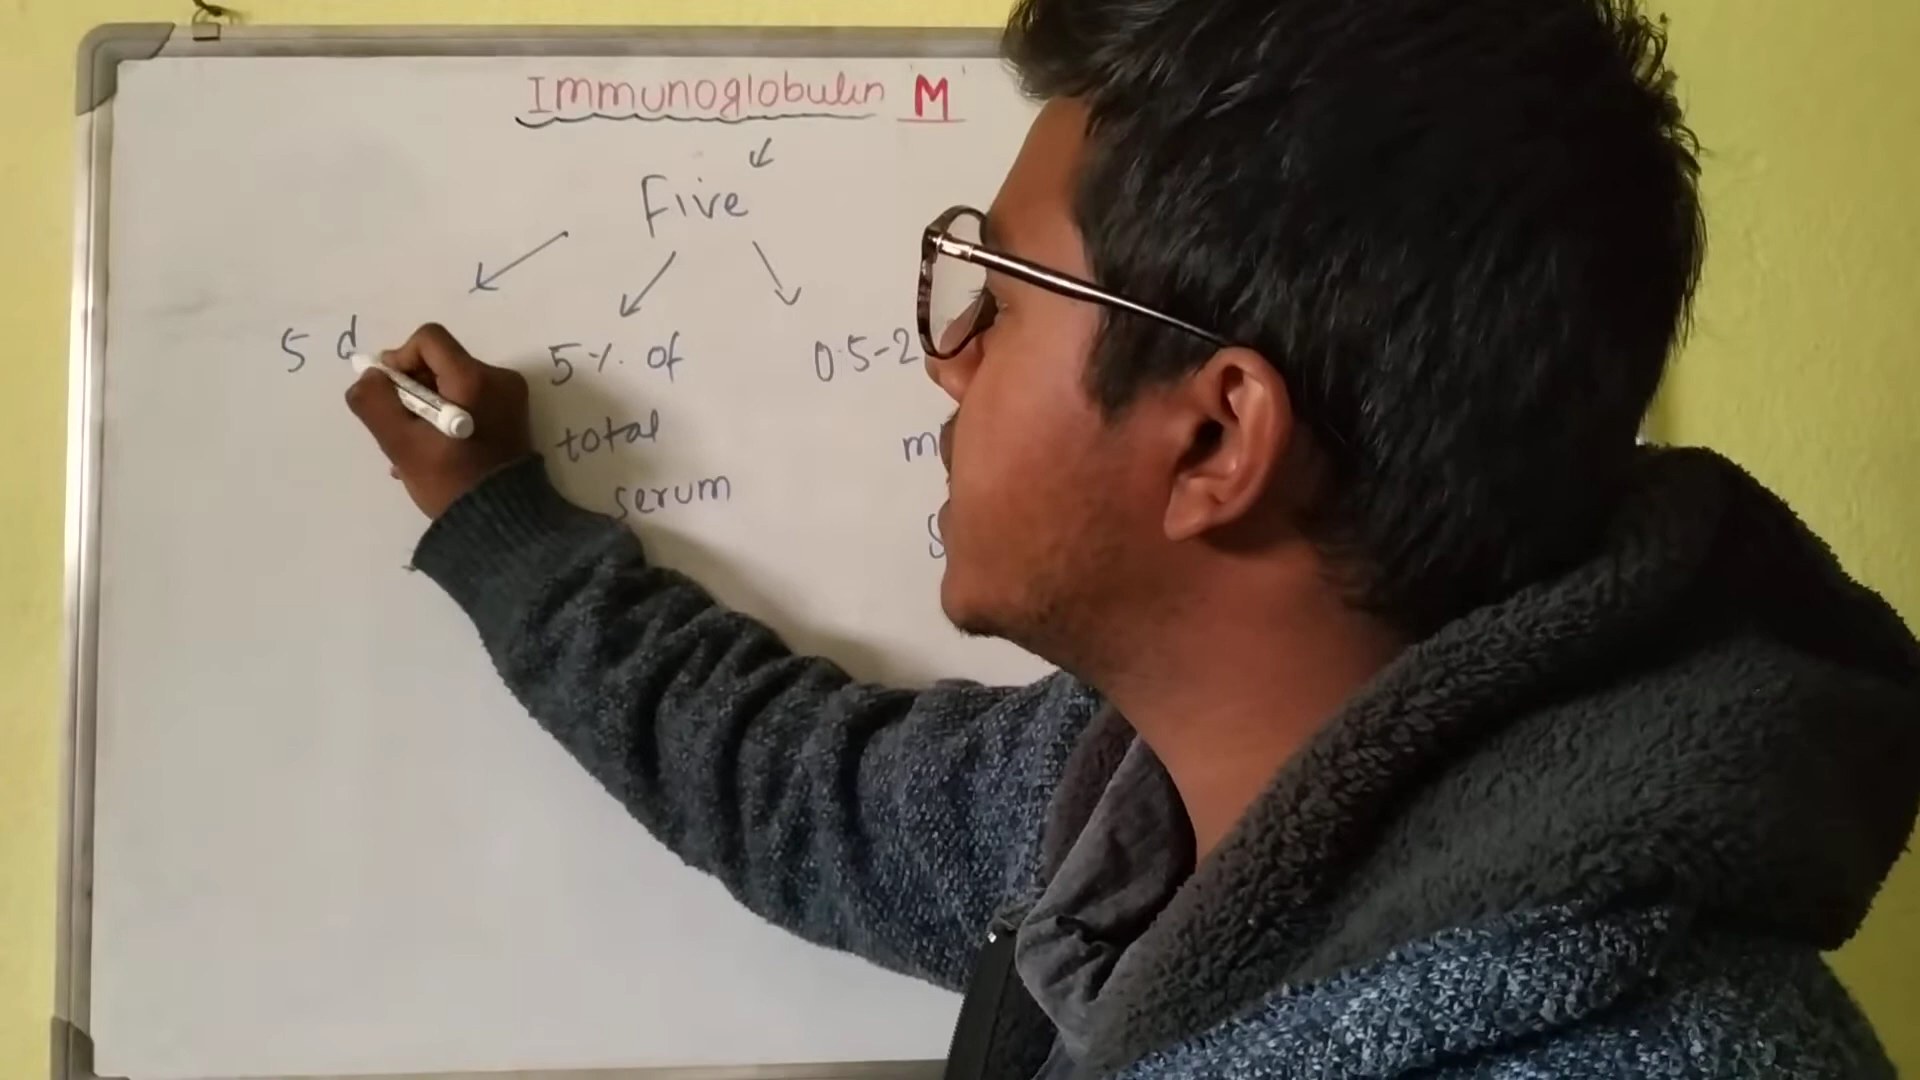 Immunoglobulin 'M'
Five
5 d
5% of
total
serum
0.5-2
m